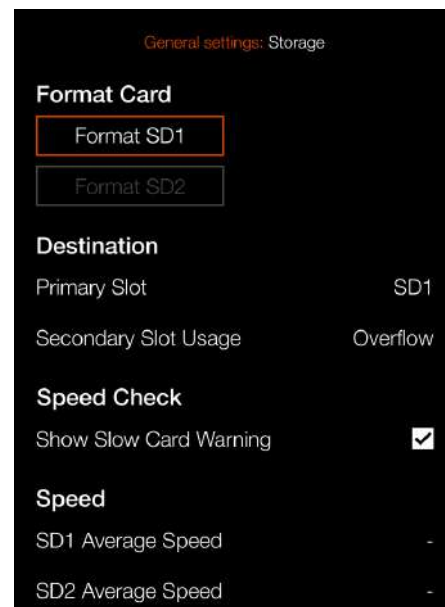 General settings: Storage
Format Card
Format SD1
Format SD2
Destination
Primary Slot SD1
Secondary Slot Usage Overflow
Speed Check
Show Slow Card Warning
Speed
SD1 Average Speed -
SD2 Average Speed -